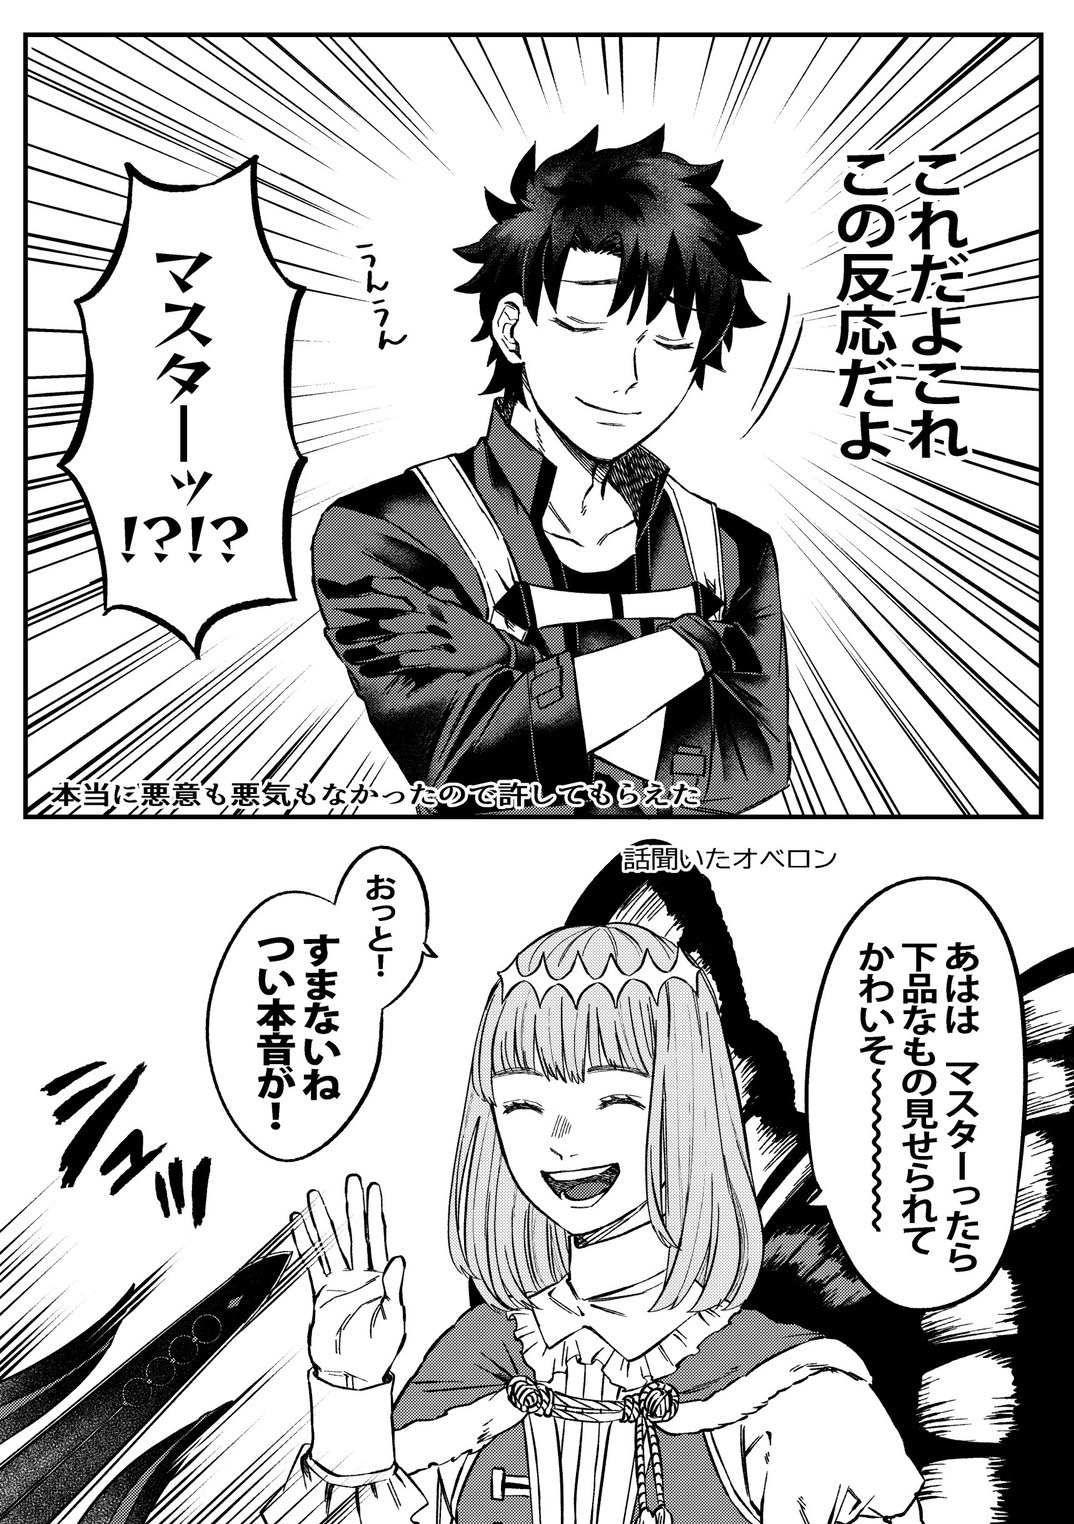 これだよこれ
この反応だよ
うんうん
マスターッ
!?!?
本当に悪意も悪気もなかったので許してもらえた
話聞いたオベロン
あはは マスターったら
下品なもの見せられて
かわいそ〜〜〜〜
おっと！
すまないね
つい本音が！